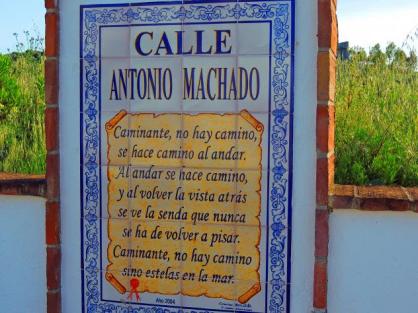 CALLE
ANTONIO MACHADO
Caminante, no hay camino,
se hace camino al andar.
Al andar se hace camino,
y al volver la vista atrás
se ve la senda que nunca
se ha de volver a pisar.
Caminante, no hay camino
sino estelas en la mar.
Año 2004